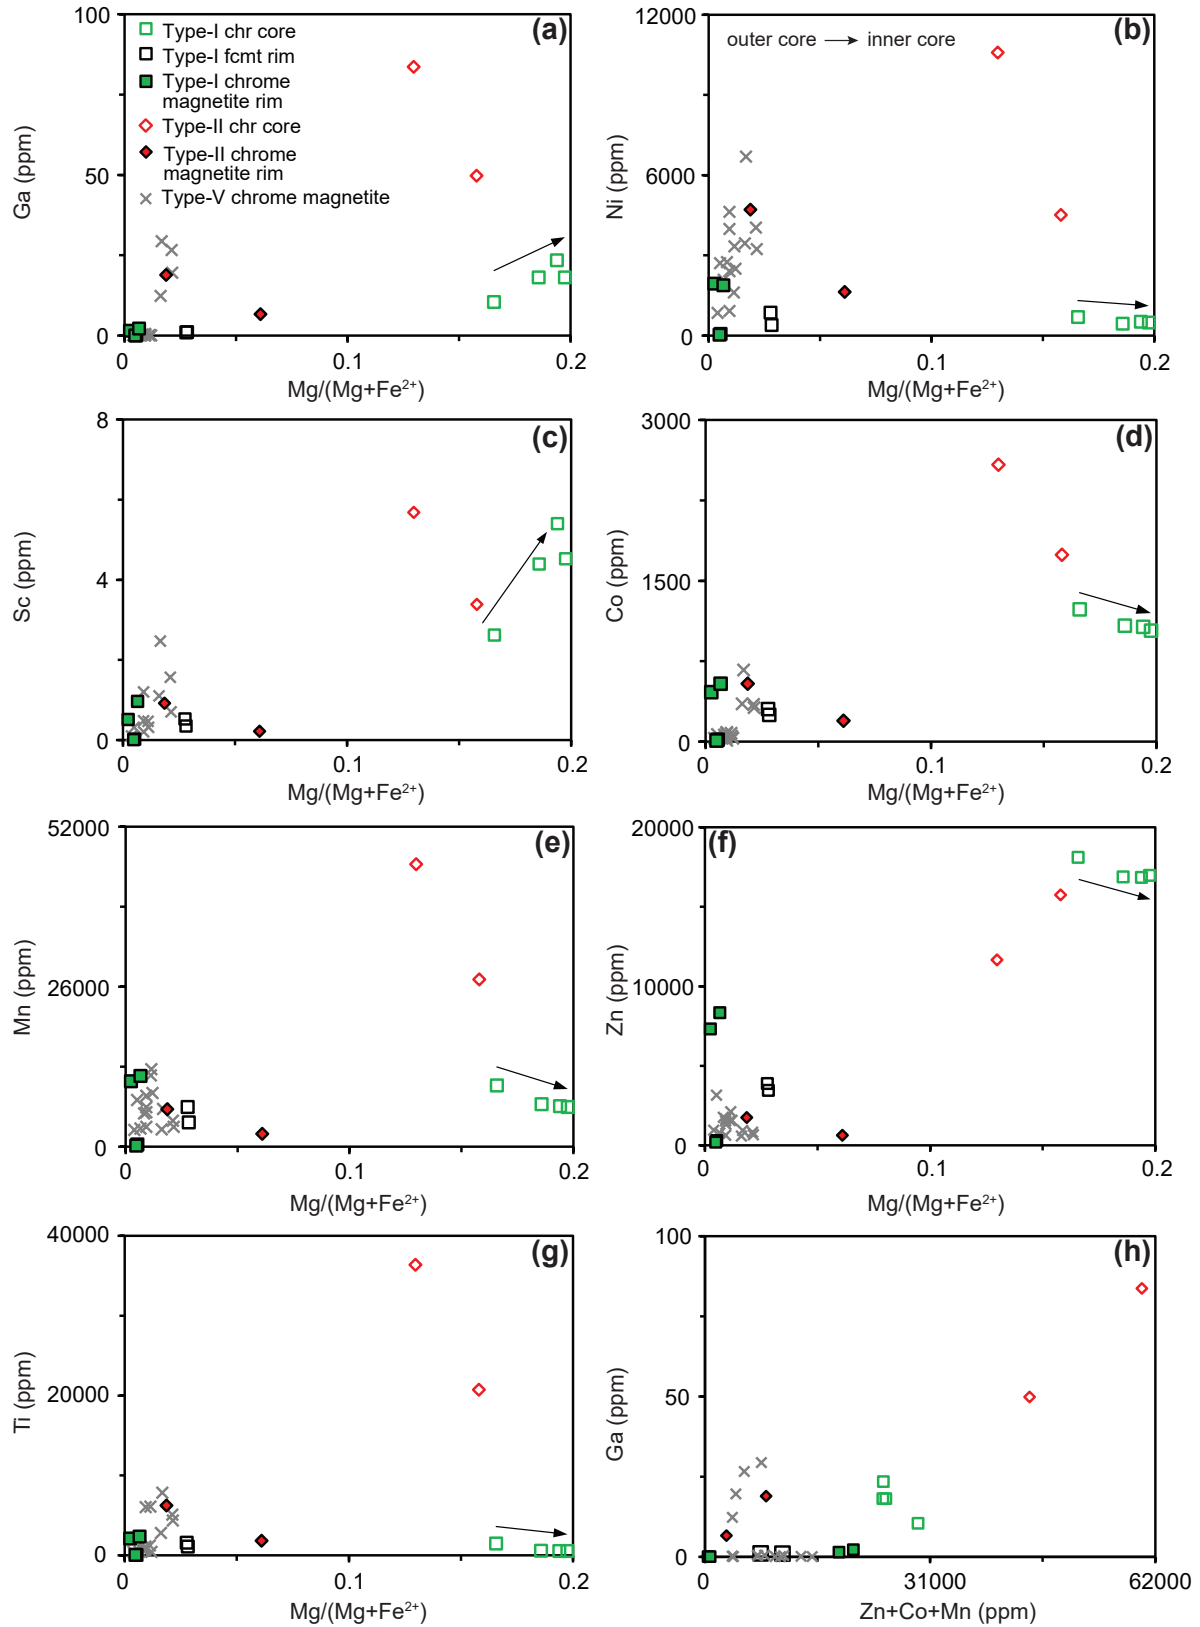 100
(a)
Type-I chr core
Type-I fcmt rim
Type-I chrome
magnetite rim
Type-II chr core
Type-II chrome
magnetite rim
Type-V chrome magnetite
50
0
Ga (ppm)
0 0.1 0.2
Mg/(Mg+Fe²⁺)
12000
(b)
outer core → inner core
6000
0
Ni (ppm)
0 0.1 0.2
Mg/(Mg+Fe²⁺)
8
(c)
4
0
Sc (ppm)
0 0.1 0.2
Mg/(Mg+Fe²⁺)
3000
(d)
1500
0
Co (ppm)
0 0.1 0.2
Mg/(Mg+Fe²⁺)
52000
(e)
26000
0
Mn (ppm)
0 0.1 0.2
Mg/(Mg+Fe²⁺)
20000
(f)
10000
0
Zn (ppm)
0 0.1 0.2
Mg/(Mg+Fe²⁺)
40000
(g)
20000
0
Ti (ppm)
0 0.1 0.2
Mg/(Mg+Fe²⁺)
100
(h)
50
0
Ga (ppm)
0 31000 62000
Zn+Co+Mn (ppm)